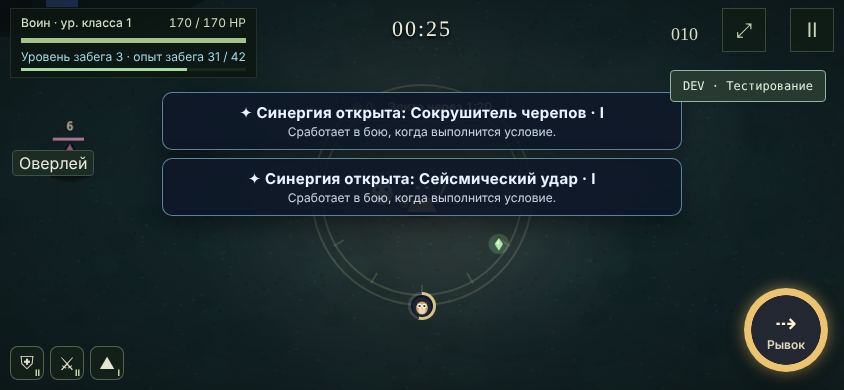 Воин · ур. класса 1 170 / 170 HP
Уровень забега 3 · опыт забега 31 / 42
00:25
010
DEV · Тестирование
✦ Синергия открыта: Сокрушитель черепов · I
Сработает в бою, когда выполнится условие.
6
Оверлей
✦ Синергия открыта: Сейсмический удар · I
Сработает в бою, когда выполнится условие.
Рывок
II II I